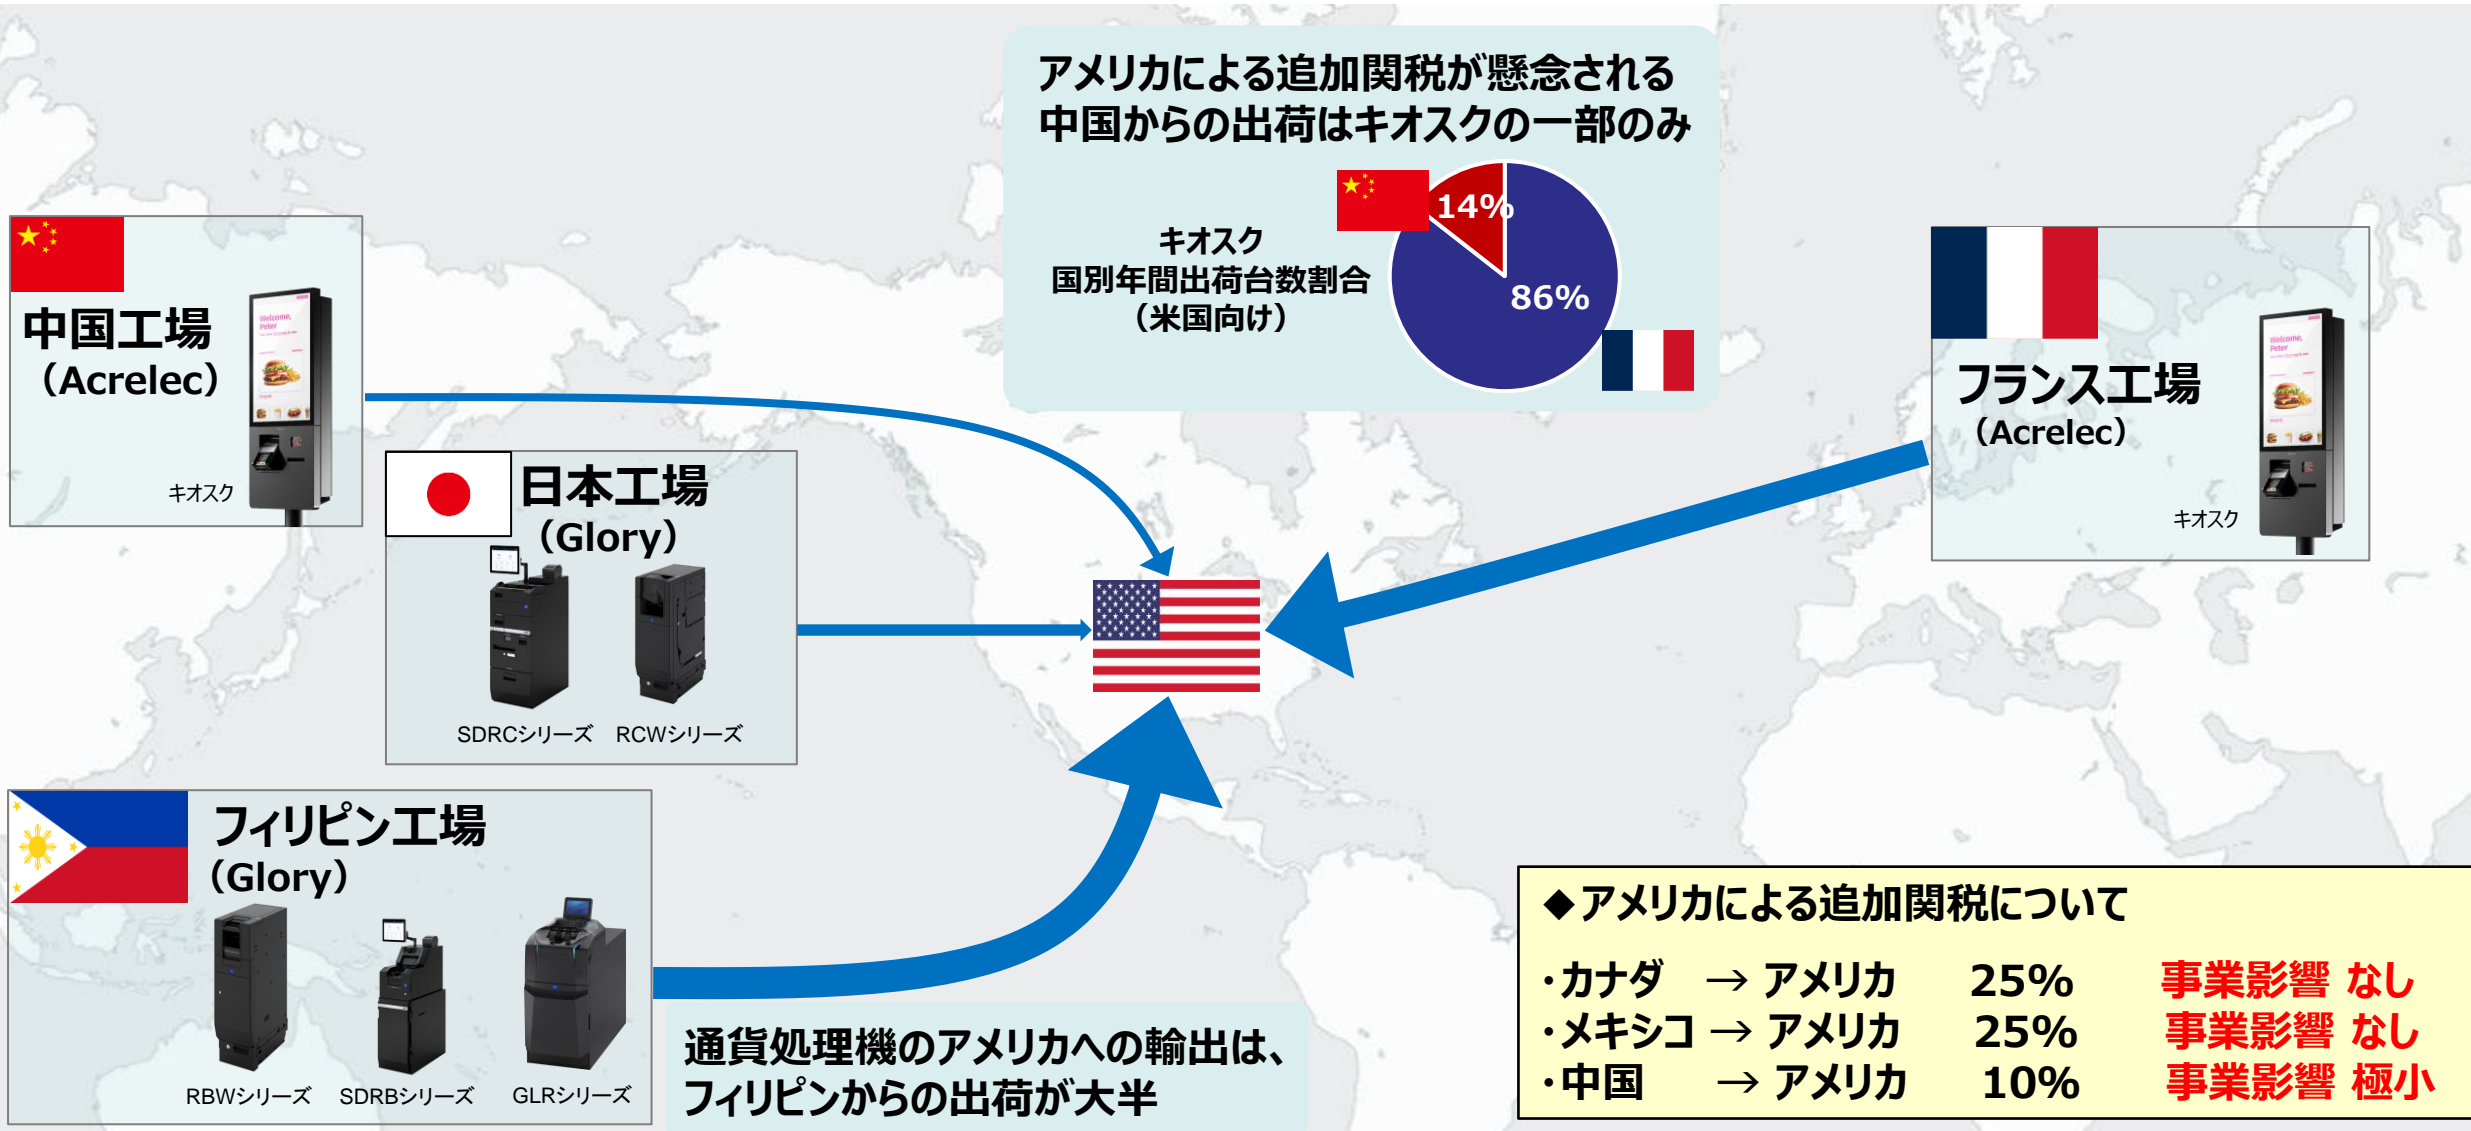 アメリカによる追加関税が懸念される
中国からの出荷はキオスクの一部のみ
キオスク
国別年間出荷台数割合
（米国向け）
14%
86%
中国工場
（Acrelec）
Welcome,
Peter
キオスク
日本工場
（Glory）
SDRCシリーズ RCWシリーズ
フランス工場
（Acrelec）
Welcome,
Peter
キオスク
フィリピン工場
（Glory）
RBWシリーズ SDRBシリーズ GLRシリーズ
通貨処理機のアメリカへの輸出は、
フィリピンからの出荷が大半
◆アメリカによる追加関税について
・カナダ → アメリカ 25% 事業影響 なし
・メキシコ → アメリカ 25% 事業影響 なし
・中国 → アメリカ 10% 事業影響 極小